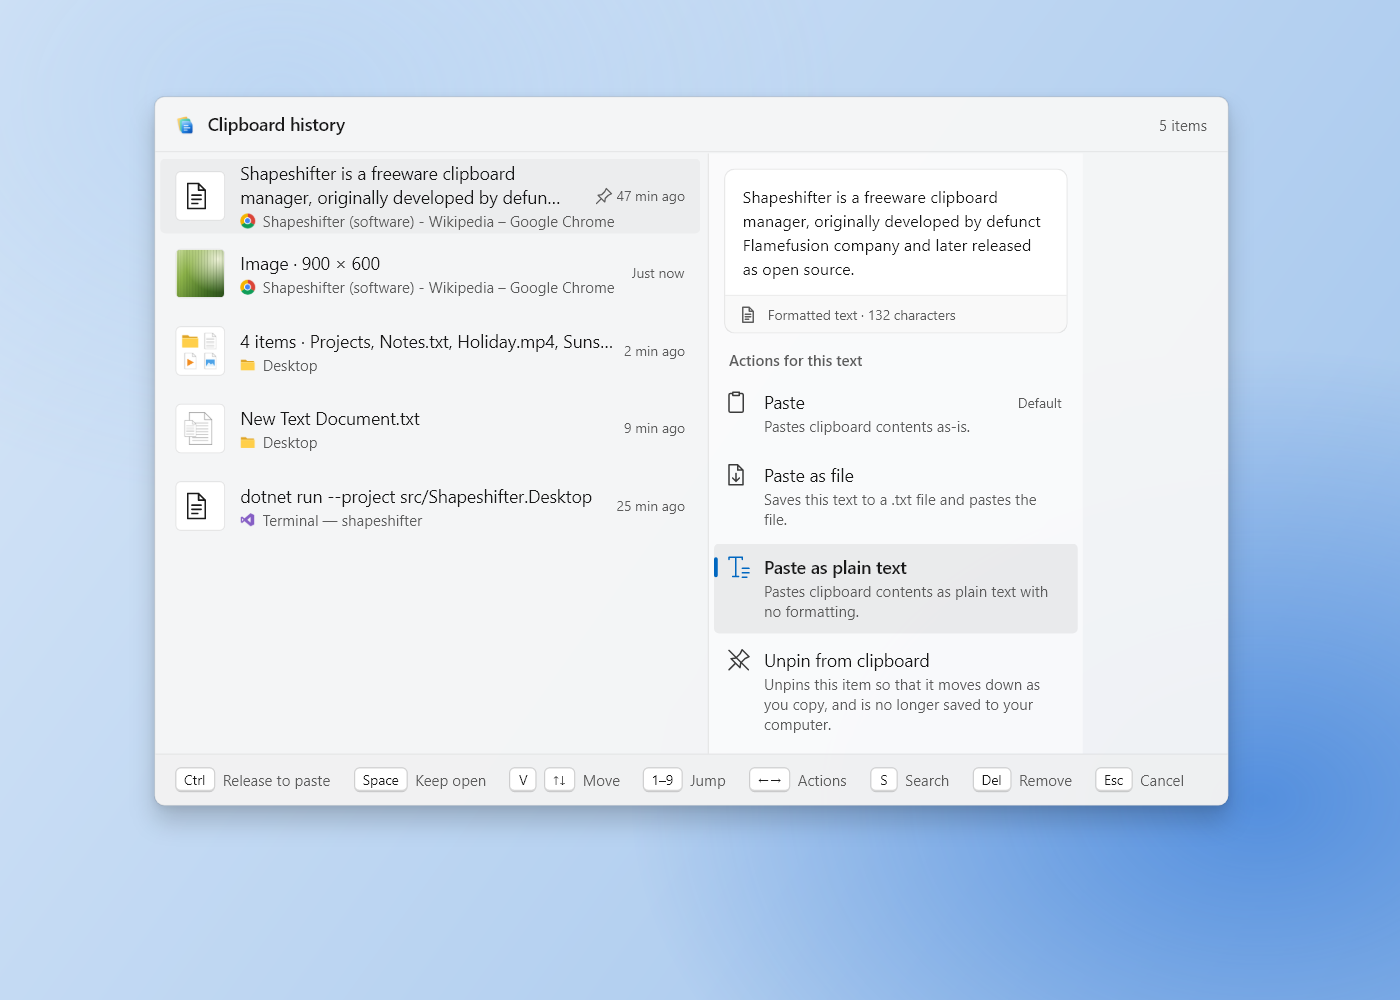 Clipboard history
5 items
Shapeshifter is a freeware clipboard
manager, originally developed by defun...
47 min ago
Shapeshifter (software) - Wikipedia – Google Chrome
Image · 900 × 600
Just now
Shapeshifter (software) - Wikipedia – Google Chrome
4 items · Projects, Notes.txt, Holiday.mp4, Suns...
2 min ago
Desktop
New Text Document.txt
9 min ago
Desktop
dotnet run --project src/Shapeshifter.Desktop
25 min ago
Terminal — shapeshifter
Shapeshifter is a freeware clipboard
manager, originally developed by defunct
Flamefusion company and later released
as open source.
Formatted text · 132 characters
Actions for this text
Paste
Default
Pastes clipboard contents as-is.
Paste as file
Saves this text to a .txt file and pastes the
file.
Paste as plain text
Pastes clipboard contents as plain text with
no formatting.
Unpin from clipboard
Unpins this item so that it moves down as
you copy, and is no longer saved to your
computer.
Ctrl Release to paste Space Keep open V ↑↓ Move 1–9 Jump ←→ Actions S Search Del Remove Esc Cancel